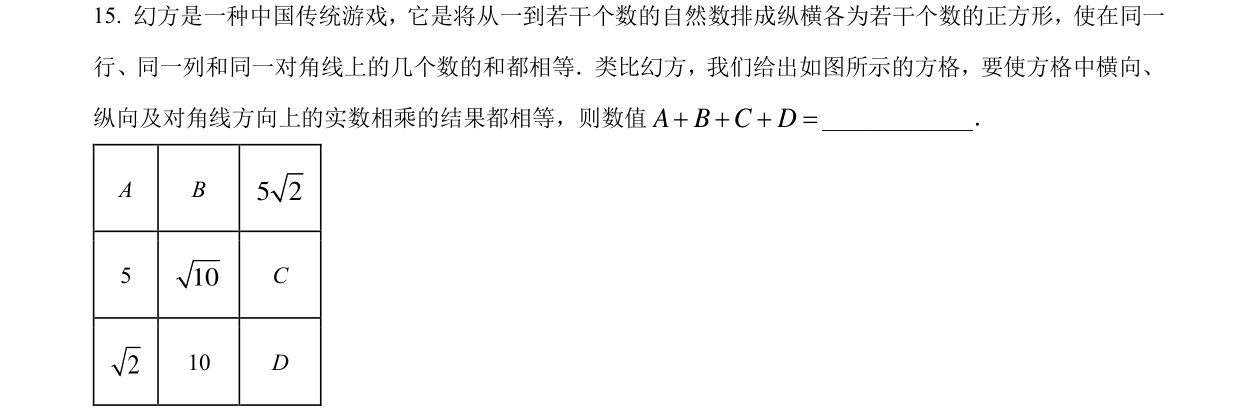 15. 幻方是一种中国传统游戏，它是将从一到若干个数的自然数排成纵横各为若干个数的正方形，使在同一
行、同一列和同一对角线上的几个数的和都相等．类比幻方，我们给出如图所示的方格，要使方格中横向、
纵向及对角线方向上的实数相乘的结果都相等，则数值 A+B+C+D=____________．
A B 5√2
5 √10 C
√2 10 D